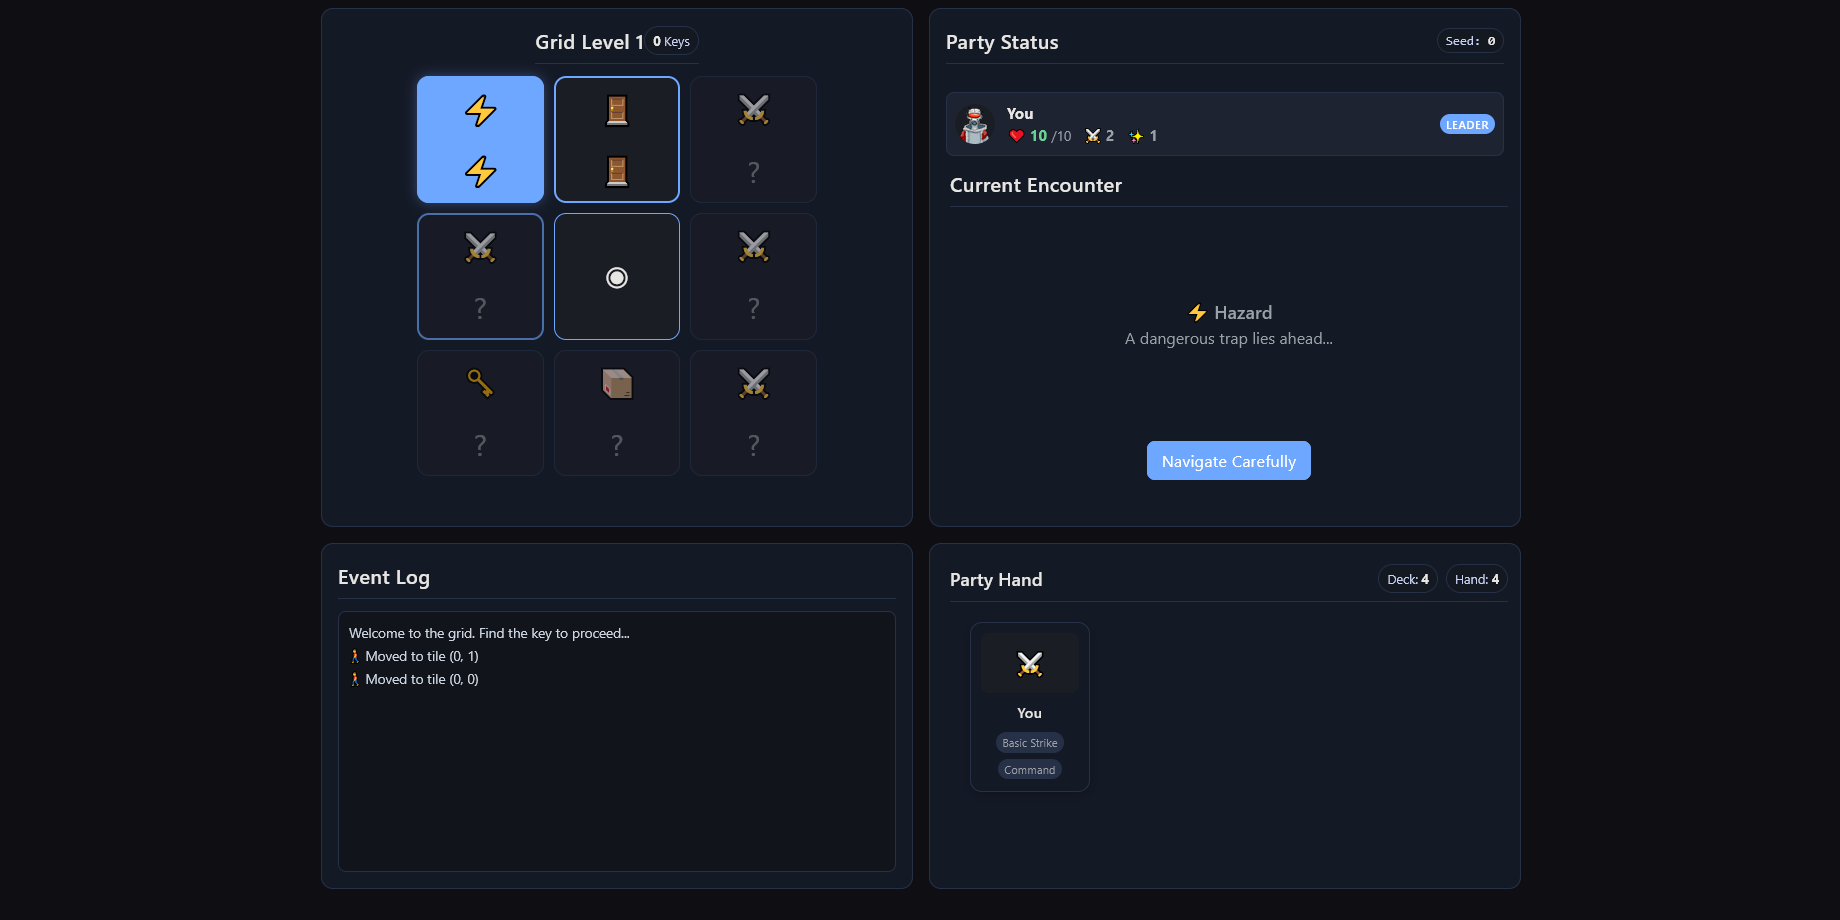 Grid Level 1 0 Keys
?
?
?
?
?
?
Party Status
Seed: 0
You
10 /10 2 1
LEADER
Current Encounter
Hazard
A dangerous trap lies ahead...
Navigate Carefully
Event Log
Welcome to the grid. Find the key to proceed...
Moved to tile (0, 1)
Moved to tile (0, 0)
Party Hand
Deck: 4
Hand: 4
You
Basic Strike
Command